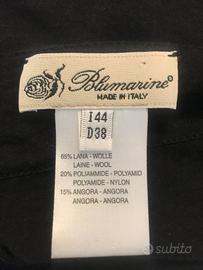 Blumarine®
MADE IN ITALY
I 44
D38
65% LANA - WOLLE
LAINE - WOOL
20% POLIAMMIDE - POLYAMID
POLYAMIDE - NYLON
15% ANGORA - ANGORA
ANGORA - ANGORA
subito